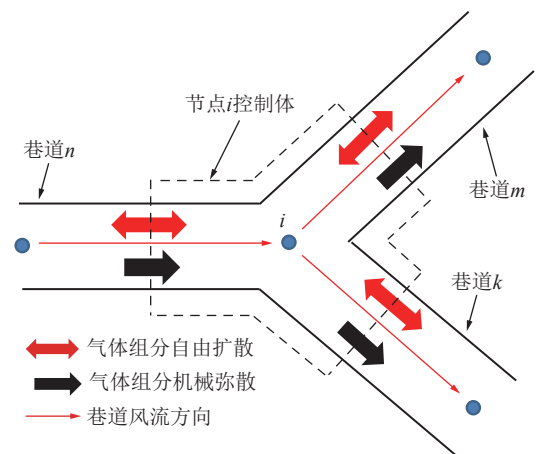 节点i控制体
巷道n
巷道m
i
巷道k
气体组分自由扩散
气体组分机械弥散
巷道风流方向